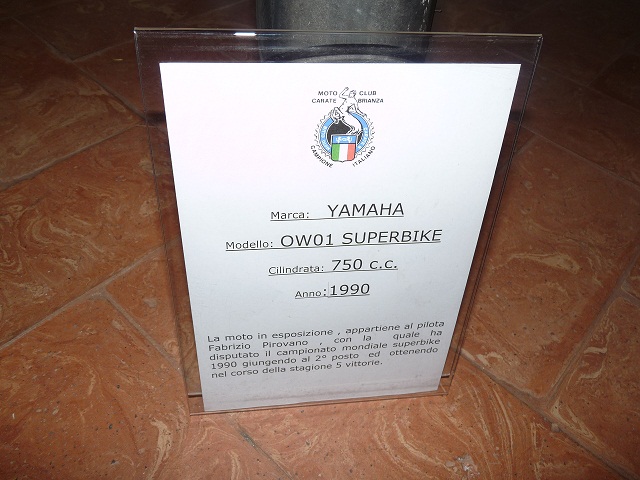 MOTO CLUB
CARATE BRIANZA
CAMPIONE ITALIANO
Marca: YAMAHA
Modello: OW01 SUPERBIKE
Cilindrata: 750 c.c.
Anno: 1990
La moto in esposizione , appartiene al pilota
Fabrizio Pirovano , con la quale ha
disputato il campionato mondiale superbike
1990 giungendo al 2° posto ed ottenendo
nel corso della stagione 5 vittorie.